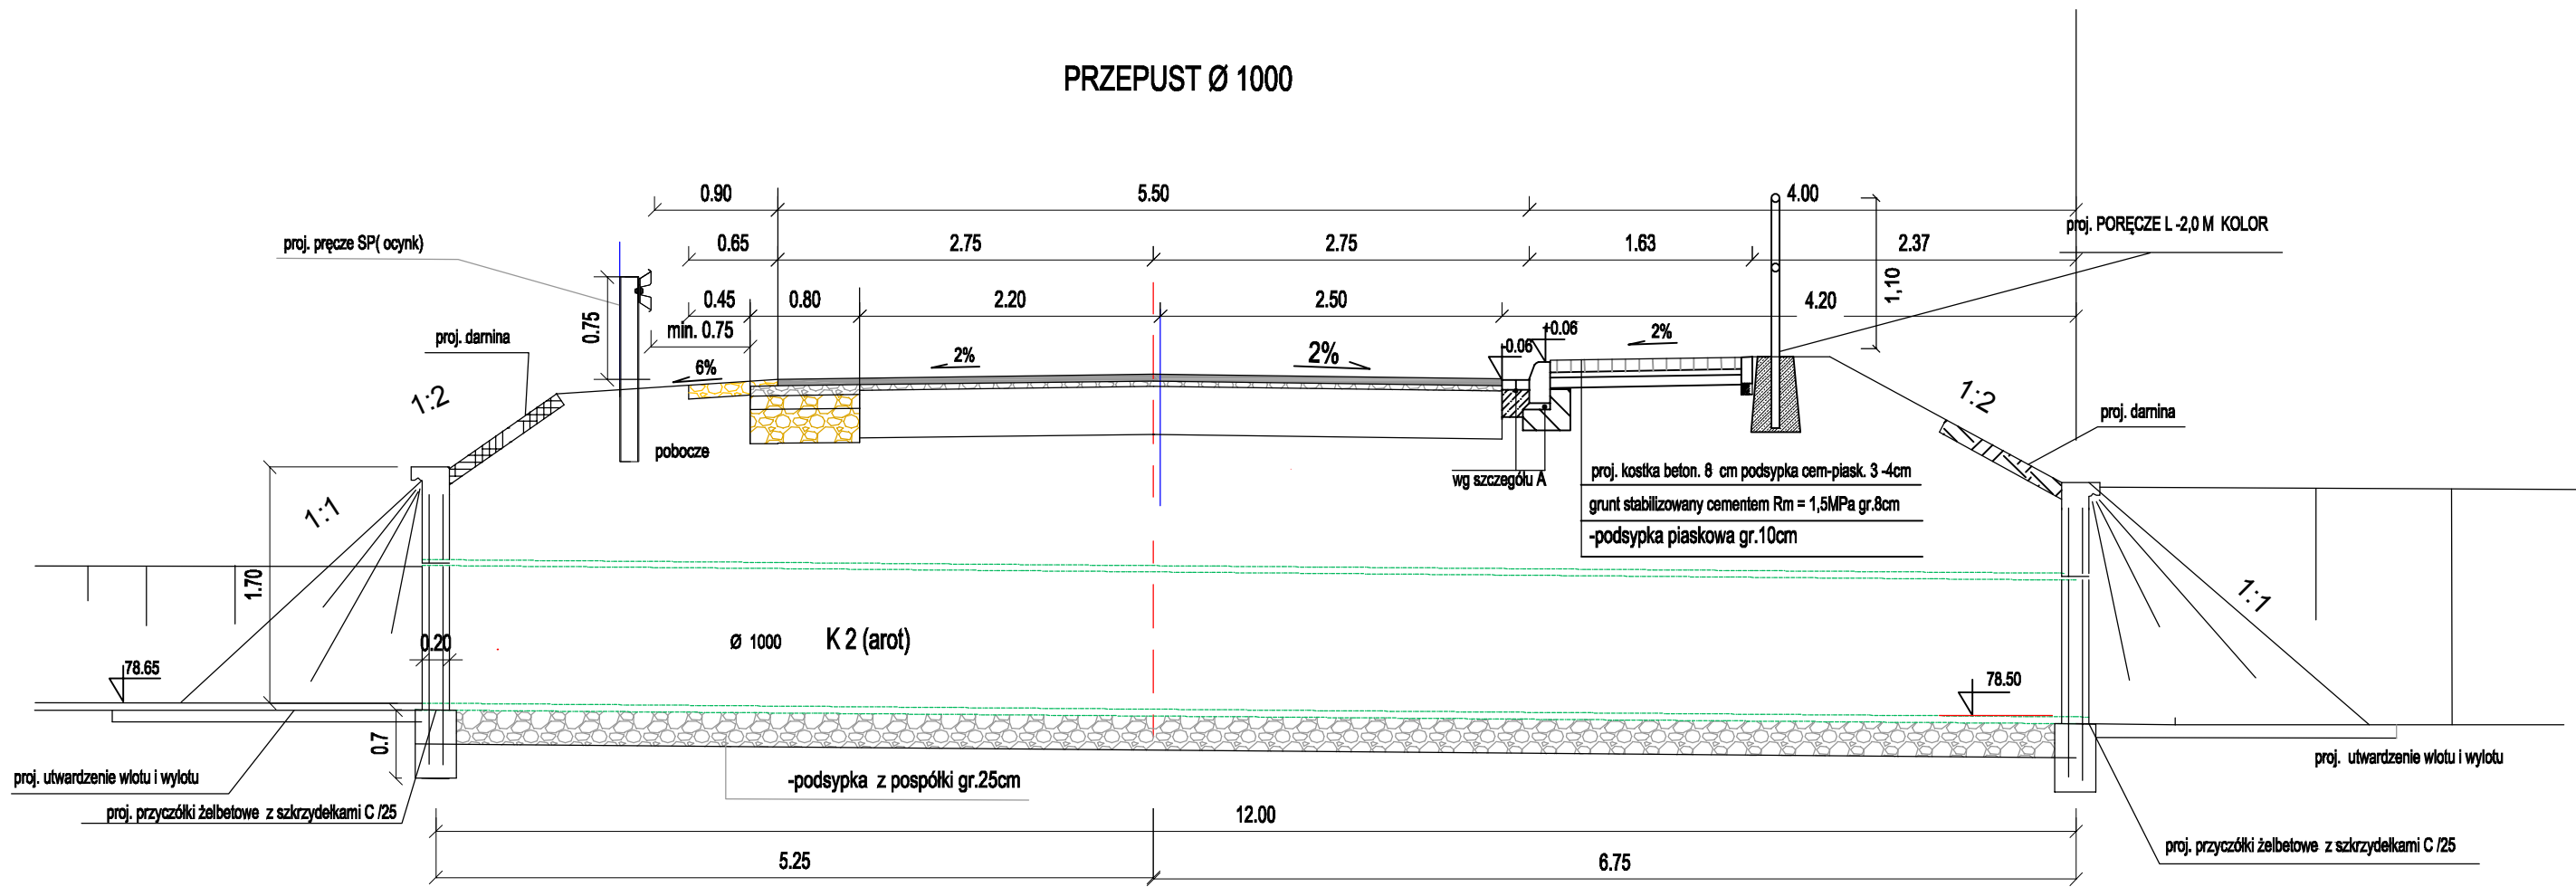 PRZEPUST Ø 1000
0.90
5.50
4.00
proj. PORĘCZE L -2,0 M  KOLOR
proj. pręcze SP( ocynk)
0.65
2.75
2.75
1.63
2.37
1,10
0.45
0.80
2.20
2.50
4.20
0.75
min. 0.75
proj. darnina
6%
2%
2%
-0.06
+0.06
2%
1:2
1:2
proj. darnina
pobocze
wg szczegółu A
proj. kostka beton. 8  cm podsypka cem-piask. 3 -4cm
grunt stabilizowany cementem Rm = 1,5MPa gr.8cm
-podsypka piaskowa gr.10cm
1:1
1.70
1:1
0.20
Ø  1000
K 2 (arot)
78.65
78.50
0.7
proj. utwardzenie wlotu i wylotu
-podsypka  z pospółki gr.25cm
proj.  utwardzenie wlotu i wylotu
proj. przyczółki żelbetowe  z szkrzydełkami C /25
12.00
proj. przyczółki żelbetowe  z szkrzydełkami C /25
5.25
6.75